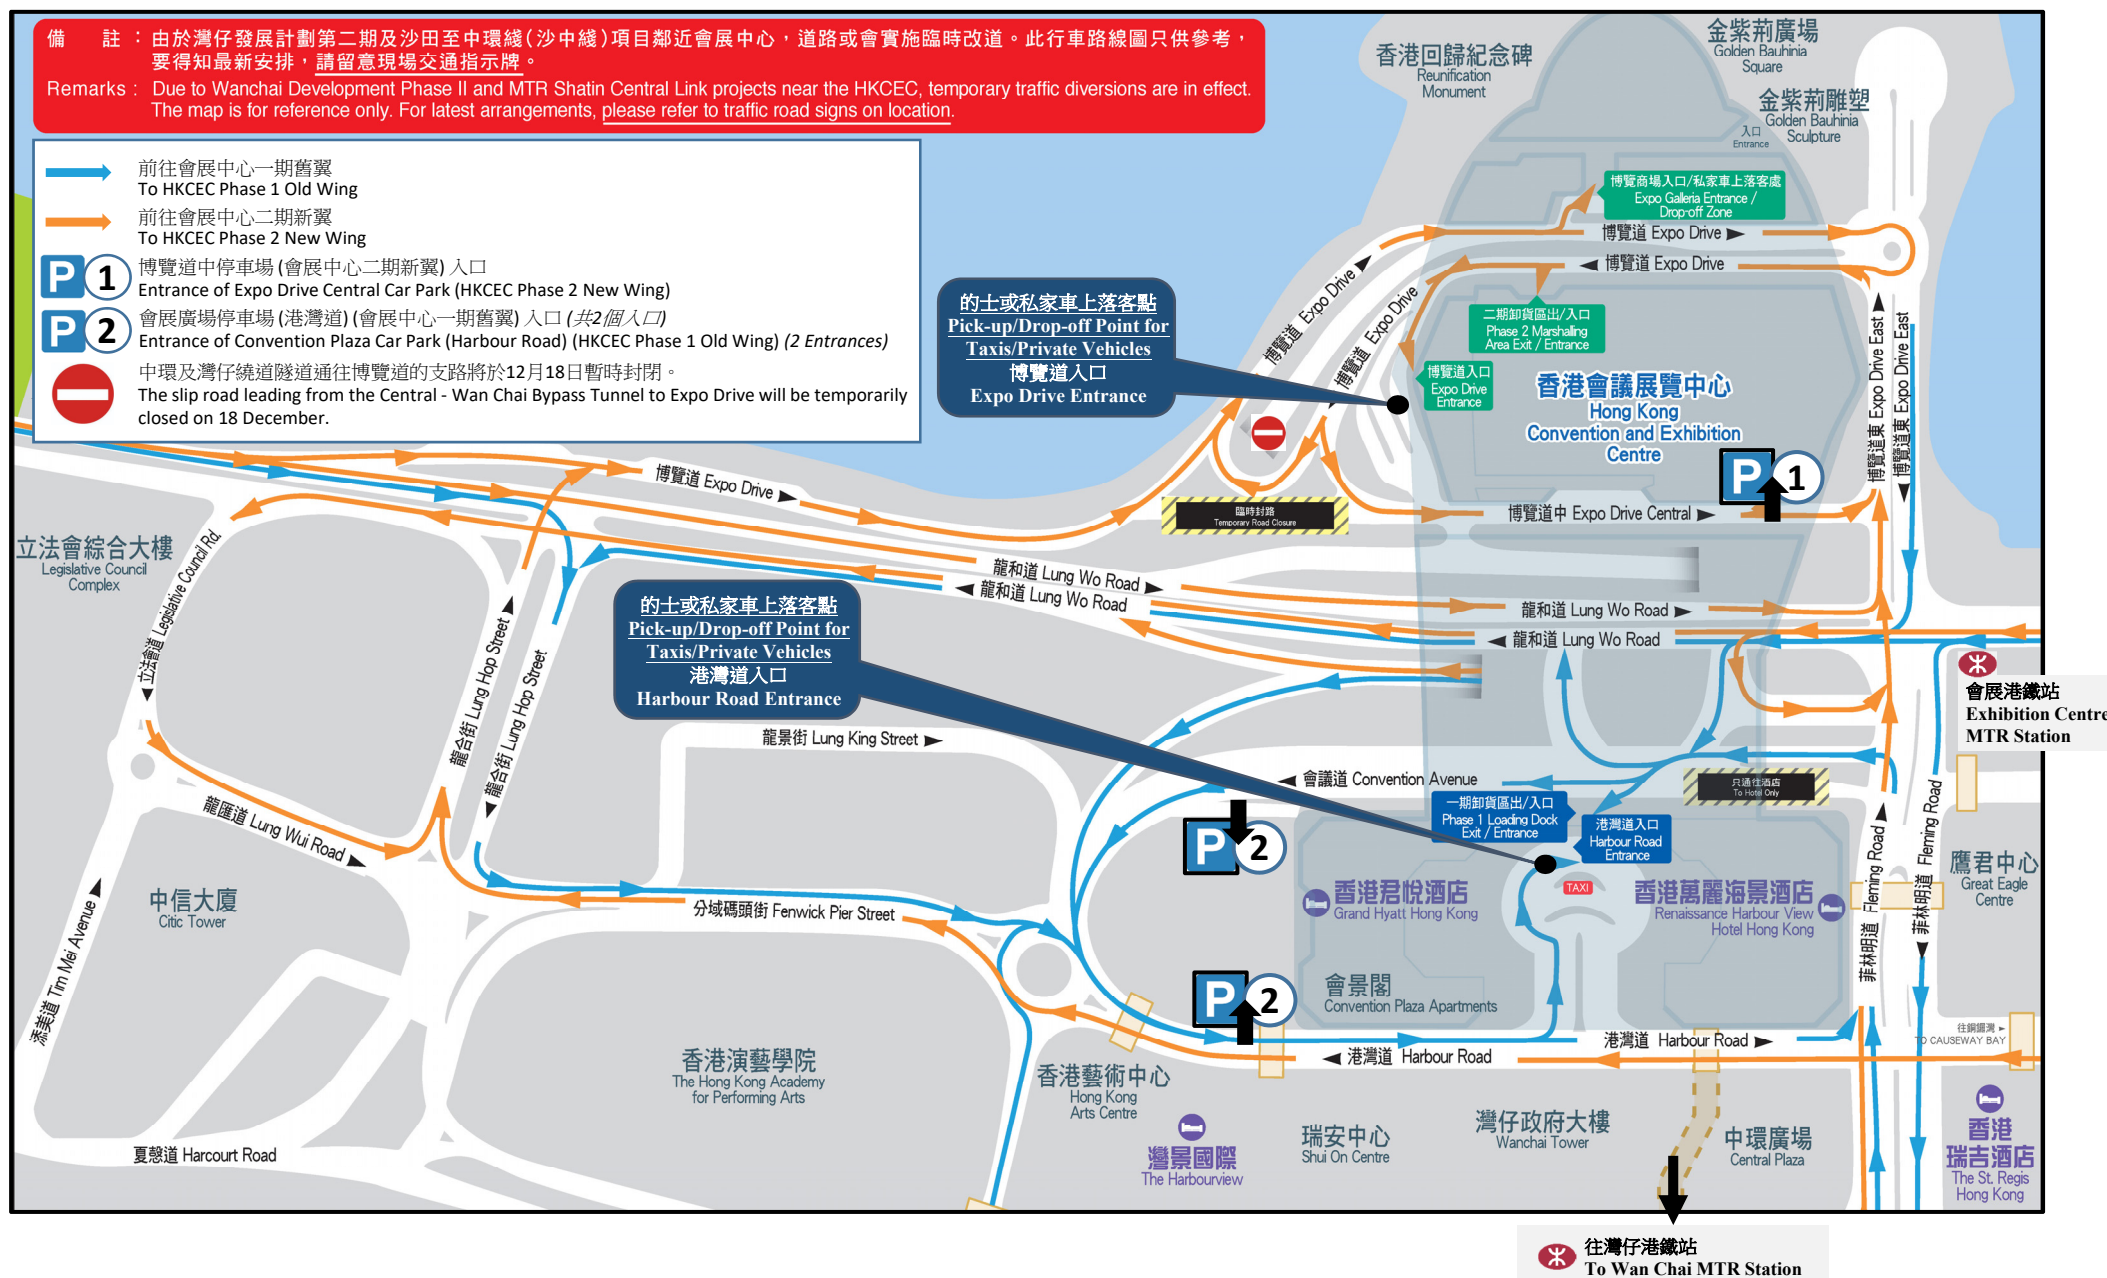 備　　註：由於灣仔發展計劃第二期及沙田至中環綫(沙中綫)項目鄰近會展中心，道路或會實施臨時改道。此行車路線圖只供參考，
要得知最新安排，請留意現場交通指示牌。
Remarks : Due to Wanchai Development Phase II and MTR Shatin Central Link projects near the HKCEC, temporary traffic diversions are in effect.
The map is for reference only. For latest arrangements, please refer to traffic road signs on location.
前往會展中心一期舊翼
To HKCEC Phase 1 Old Wing
前往會展中心二期新翼
To HKCEC Phase 2 New Wing
P 1
博覽道中停車場 (會展中心二期新翼) 入口
Entrance of Expo Drive Central Car Park (HKCEC Phase 2 New Wing)
P 2
會展廣場停車場 (港灣道) (會展中心一期舊翼) 入口 (共2個入口)
Entrance of Convention Plaza Car Park (Harbour Road) (HKCEC Phase 1 Old Wing) (2 Entrances)
中環及灣仔繞道隧道通往博覽道的支路將於12月18日暫時封閉。
The slip road leading from the Central - Wan Chai Bypass Tunnel to Expo Drive will be temporarily
closed on 18 December.
香港回歸紀念碑
Reunification
Monument
金紫荊廣場
Golden Bauhinia
Square
金紫荊雕塑
Golden Bauhinia
Sculpture
入口
Entrance
博覽商場入口/私家車上落客處
Expo Galleria Entrance /
Drop-off Zone
博覽道 Expo Drive ►
◄ 博覽道 Expo Drive
博覽道 Expo Drive ►
◄ 博覽道 Expo Drive
的士或私家車上落客點
Pick-up/Drop-off Point for
Taxis/Private Vehicles
博覽道入口
Expo Drive Entrance
二期卸貨區出/入口
Phase 2 Marshalling
Area Exit / Entrance
博覽道入口
Expo Drive
Entrance
香港會議展覽中心
Hong Kong
Convention and Exhibition
Centre
博覽道東 Expo Drive East ►
◄ 博覽道東 Expo Drive East
P 1
博覽道 Expo Drive ►
臨時封路
Temporary Road Closure
博覽道中 Expo Drive Central ►
立法會綜合大樓
Legislative Council
Complex
◄ 立法會道 Legislative Council Rd.
龍合街 Lung Hop Street ►
◄ 龍合街 Lung Hop Street
龍和道 Lung Wo Road ►
◄ 龍和道 Lung Wo Road
龍和道 Lung Wo Road ►
◄ 龍和道 Lung Wo Road
的士或私家車上落客點
Pick-up/Drop-off Point for
Taxis/Private Vehicles
港灣道入口
Harbour Road Entrance
會展港鐵站
Exhibition Centre
MTR Station
龍景街 Lung King Street ►
◄ 會議道 Convention Avenue
只通往酒店
To Hotel Only
一期卸貨區出/入口
Phase 1 Loading Dock
Exit / Entrance
港灣道入口
Harbour Road
Entrance
龍匯道 Lung Wui Road ►
P 2
中信大廈
Citic Tower
添美道 Tim Mei Avenue ►
分域碼頭街 Fenwick Pier Street
香港君悅酒店
Grand Hyatt Hong Kong
TAXI
香港萬麗海景酒店
Renaissance Harbour View
Hotel Hong Kong
菲林明道 Fleming Road ►
◄ 菲林明道 Fleming Road
鷹君中心
Great Eagle
Centre
會景閣
Convention Plaza Apartments
P 2
往銅鑼灣 ►
TO CAUSEWAY BAY
港灣道 Harbour Road ►
◄ 港灣道 Harbour Road
香港演藝學院
The Hong Kong Academy
for Performing Arts
香港藝術中心
Hong Kong
Arts Centre
灣景國際
The Harbourview
瑞安中心
Shui On Centre
灣仔政府大樓
Wanchai Tower
中環廣場
Central Plaza
香港
瑞吉酒店
The St. Regis
Hong Kong
夏慤道 Harcourt Road
往灣仔港鐵站
To Wan Chai MTR Station